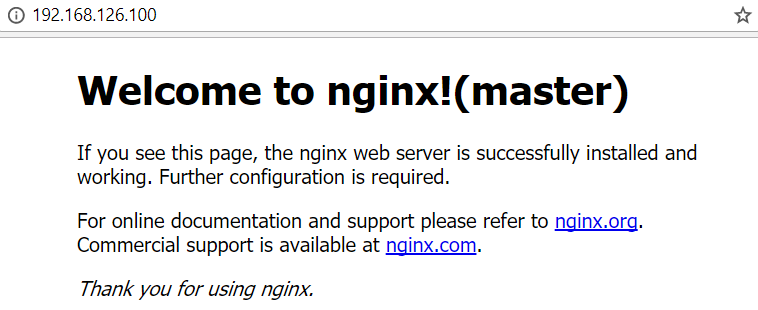 192.168.126.100
Welcome to nginx!(master)
If you see this page, the nginx web server is successfully installed and
working. Further configuration is required.
For online documentation and support please refer to nginx.org.
Commercial support is available at nginx.com.
Thank you for using nginx.